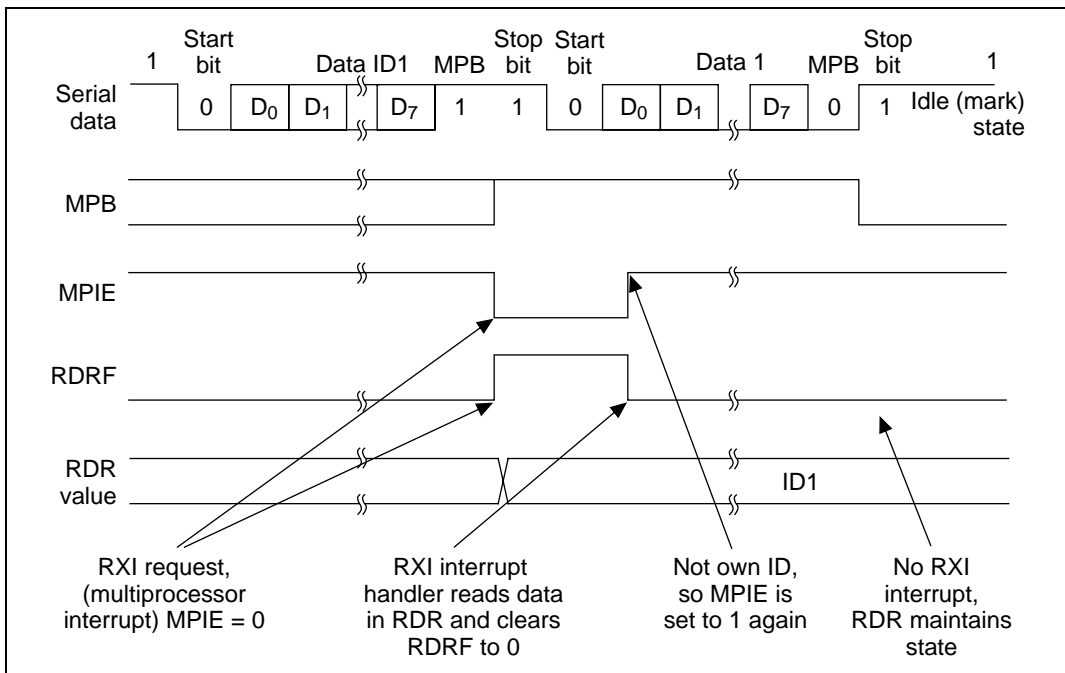 1 Start bit Data ID1 MPB Stop bit Start bit Data 1 MPB Stop bit 1
Serial data 0 D0 D1 D7 1 1 0 D0 D1 D7 0 1 Idle (mark) state
MPB
MPIE
RDRF
RDR value ID1
RXI request,
(multiprocessor
interrupt) MPIE = 0
RXI interrupt
handler reads data
in RDR and clears
RDRF to 0
Not own ID,
so MPIE is
set to 1 again
No RXI
interrupt,
RDR maintains
state